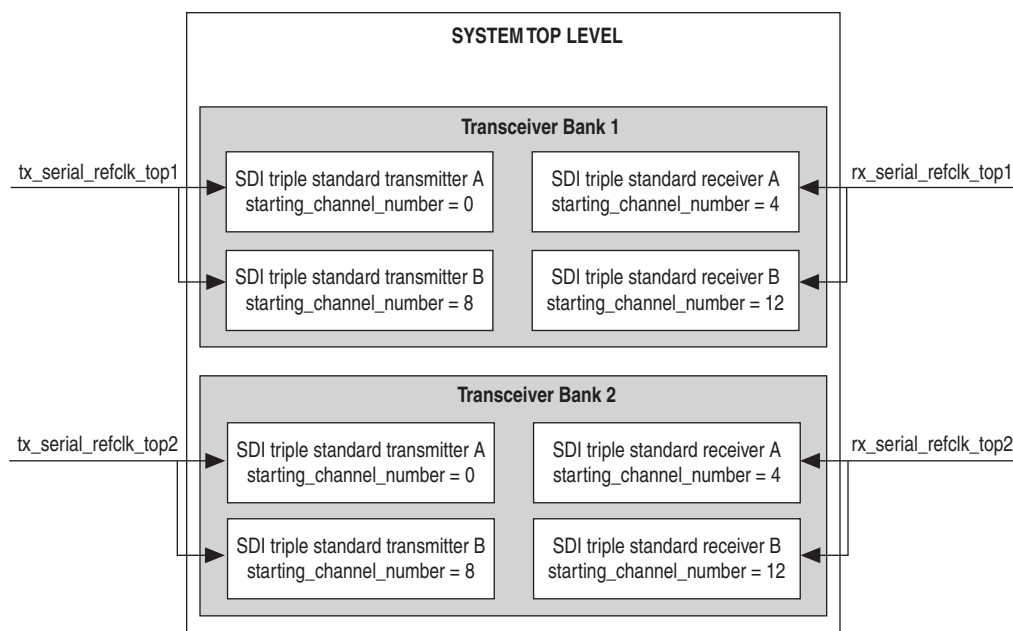 SYSTEM TOP LEVEL
Transceiver Bank 1
tx_serial_refclk_top1
SDI triple standard transmitter A
starting_channel_number = 0
SDI triple standard receiver A
starting_channel_number = 4
rx_serial_refclk_top1
SDI triple standard transmitter B
starting_channel_number = 8
SDI triple standard receiver B
starting_channel_number = 12
Transceiver Bank 2
tx_serial_refclk_top2
SDI triple standard transmitter A
starting_channel_number = 0
SDI triple standard receiver A
starting_channel_number = 4
rx_serial_refclk_top2
SDI triple standard transmitter B
starting_channel_number = 8
SDI triple standard receiver B
starting_channel_number = 12